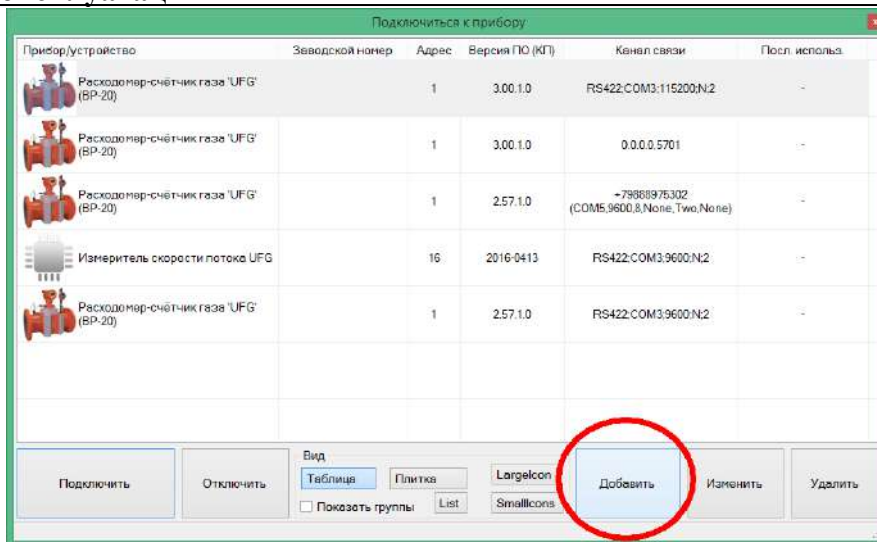 Подключиться к прибору
Прибор/устройство Заводской номер Адрес Версия ПО (КП) Канал связи Посл. использ.
Расходомер-счётчик газа 'UFG'
(ВР-20) 1 3.00.1.0 RS422;COM3;115200;N;2 -
Расходомер-счётчик газа 'UFG'
(ВР-20) 1 3.00.1.0 0.0.0.0,5701 -
Расходомер-счётчик газа 'UFG'
(ВР-20) 1 2.57.1.0 +79888975302
(COM5,9600,8,None,Two,None) -
Измеритель скорости потока UFG 16 2016-0413 RS422;COM3;9600;N;2 -
Расходомер-счётчик газа 'UFG'
(ВР-20) 1 2.57.1.0 RS422;COM3;9600;N;2 -
Вид
Подключить Отключить Таблица Плитка LargeIcon Добавить Изменить Удалить
Показать группы List SmallIcons